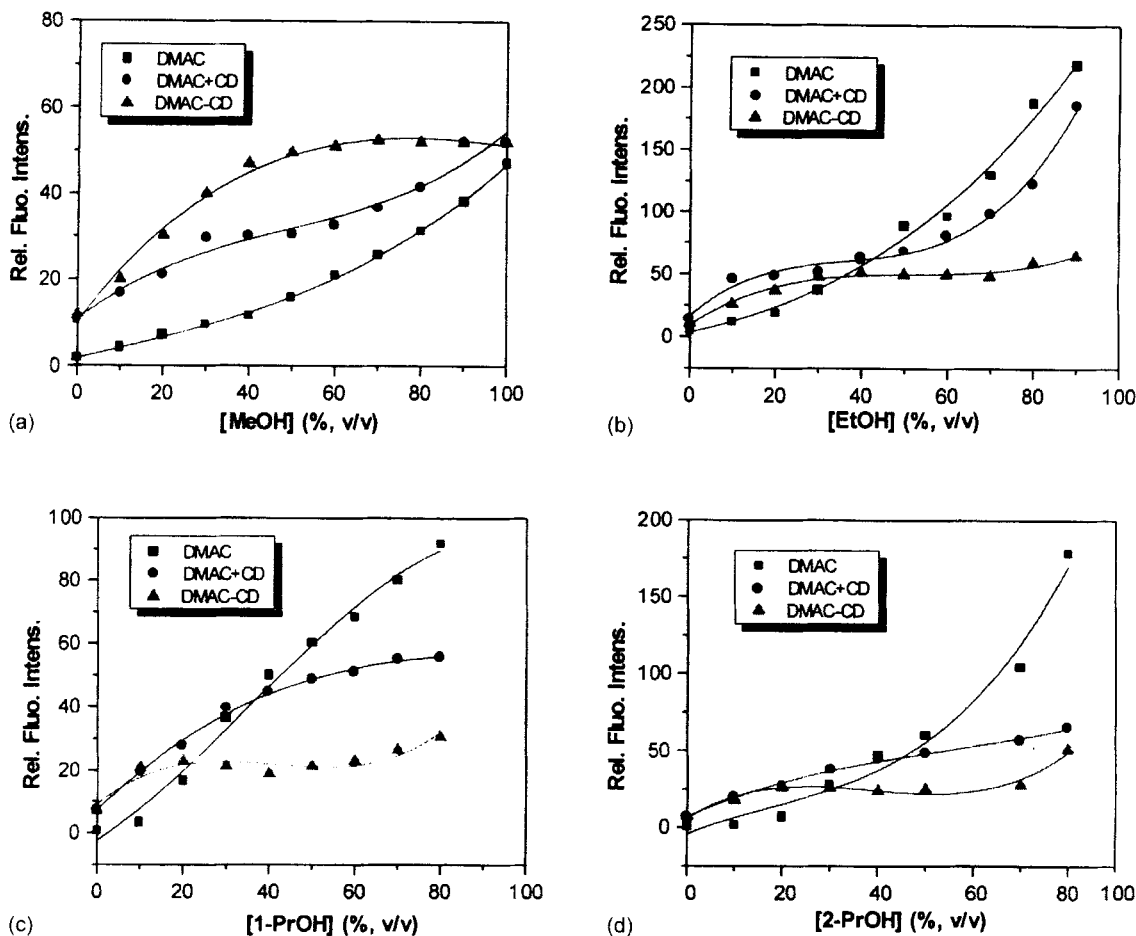 80
60
40
20
0
Rel. Fluo. Intens.
DMAC
DMAC+CD
DMAC-CD
0 20 40 60 80 100
(a) [MeOH] (%, v/v)
250
200
150
100
50
0
Rel. Fluo. Intens.
DMAC
DMAC+CD
DMAC-CD
0 20 40 60 80 100
(b) [EtOH] (%, v/v)
100
80
60
40
20
0
Rel. Fluo. Intens.
DMAC
DMAC+CD
DMAC-CD
0 20 40 60 80 100
(c) [1-PrOH] (%, v/v)
200
150
100
50
0
Rel. Fluo. Intens.
DMAC
DMAC+CD
DMAC-CD
0 20 40 60 80 100
(d) [2-PrOH] (%, v/v)